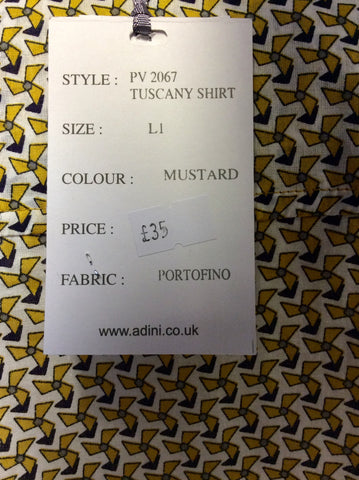 STYLE : PV 2067
TUSCANY SHIRT
SIZE : L1
COLOUR : MUSTARD
PRICE : £35
FABRIC : PORTOFINO
www.adini.co.uk